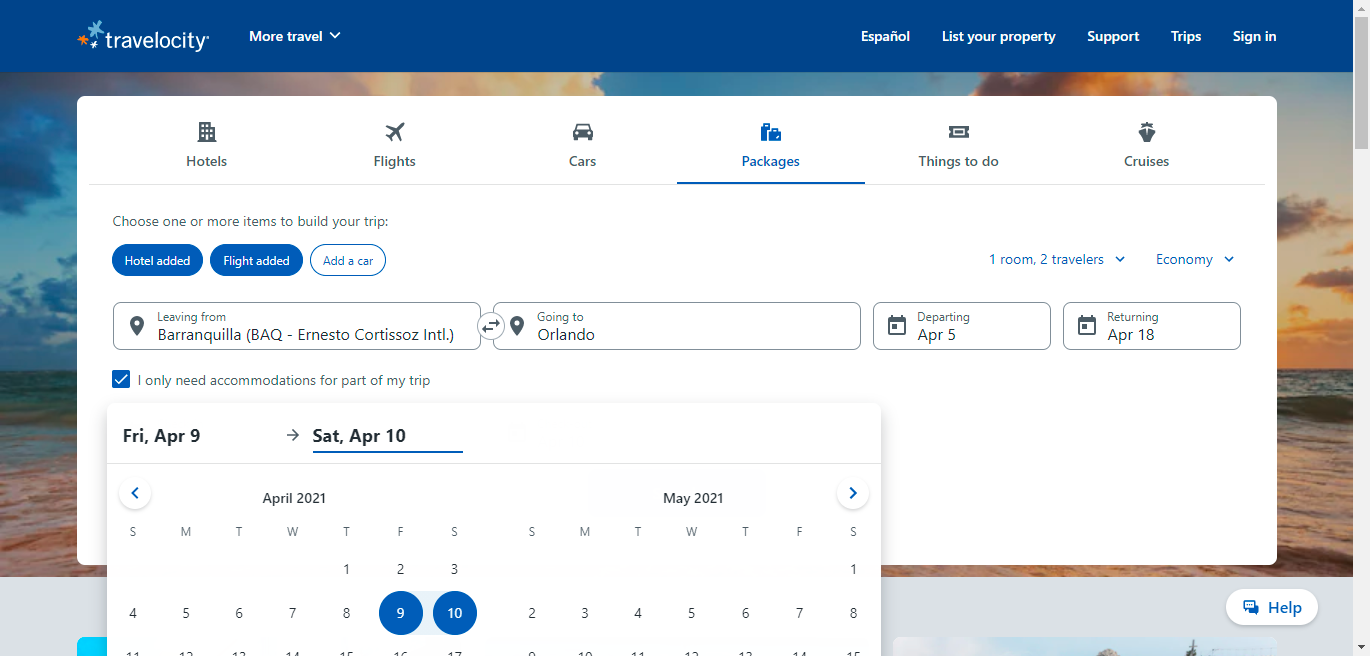 travelocity
More travel
Español
List your property
Support
Trips
Sign in
Hotels
Flights
Cars
Packages
Things to do
Cruises
Choose one or more items to build your trip:
Hotel added
Flight added
Add a car
1 room, 2 travelers
Economy
Leaving from
Barranquilla (BAQ - Ernesto Cortissoz Intl.)
Going to
Orlando
Departing
Apr 5
Returning
Apr 18
I only need accommodations for part of my trip
Fri, Apr 9
Sat, Apr 10
April 2021
S M T W T F S
1 2 3
4 5 6 7 8 9 10
11 12 13 14 15 16 17
May 2021
S M T W T F S
1
2 3 4 5 6 7 8
9 10 11 12 13 14 15
Help